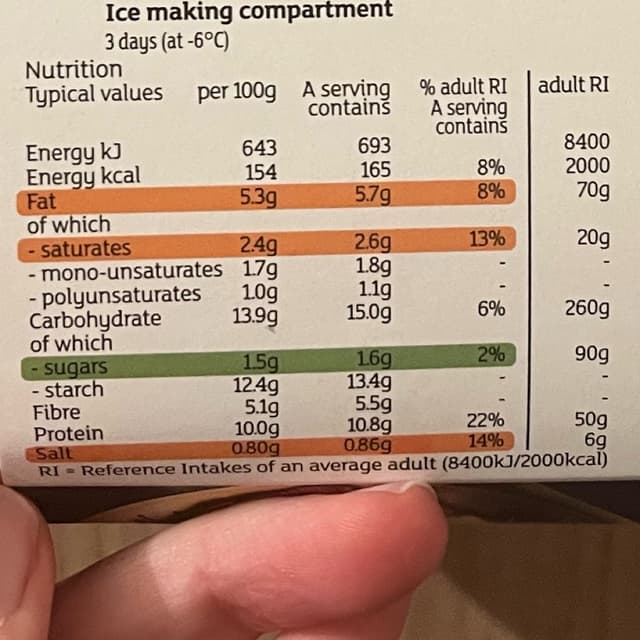 Ice making compartment
3 days (at -6°C)
Nutrition
Typical values per 100g A serving contains % adult RI A serving contains adult RI
Energy kJ 643 693 8400
Energy kcal 154 165 8% 2000
Fat 5.3g 5.7g 8% 70g
of which
- saturates 2.4g 2.6g 13% 20g
- mono-unsaturates 1.7g 1.8g - -
- polyunsaturates 1.0g 1.1g - -
Carbohydrate 13.9g 15.0g 6% 260g
of which
- sugars 1.5g 1.6g 2% 90g
- starch 12.4g 13.4g - -
Fibre 5.1g 5.5g - -
Protein 10.0g 10.8g 22% 50g
Salt 0.80g 0.86g 14% 6g
RI = Reference Intakes of an average adult (8400kJ/2000kcal)